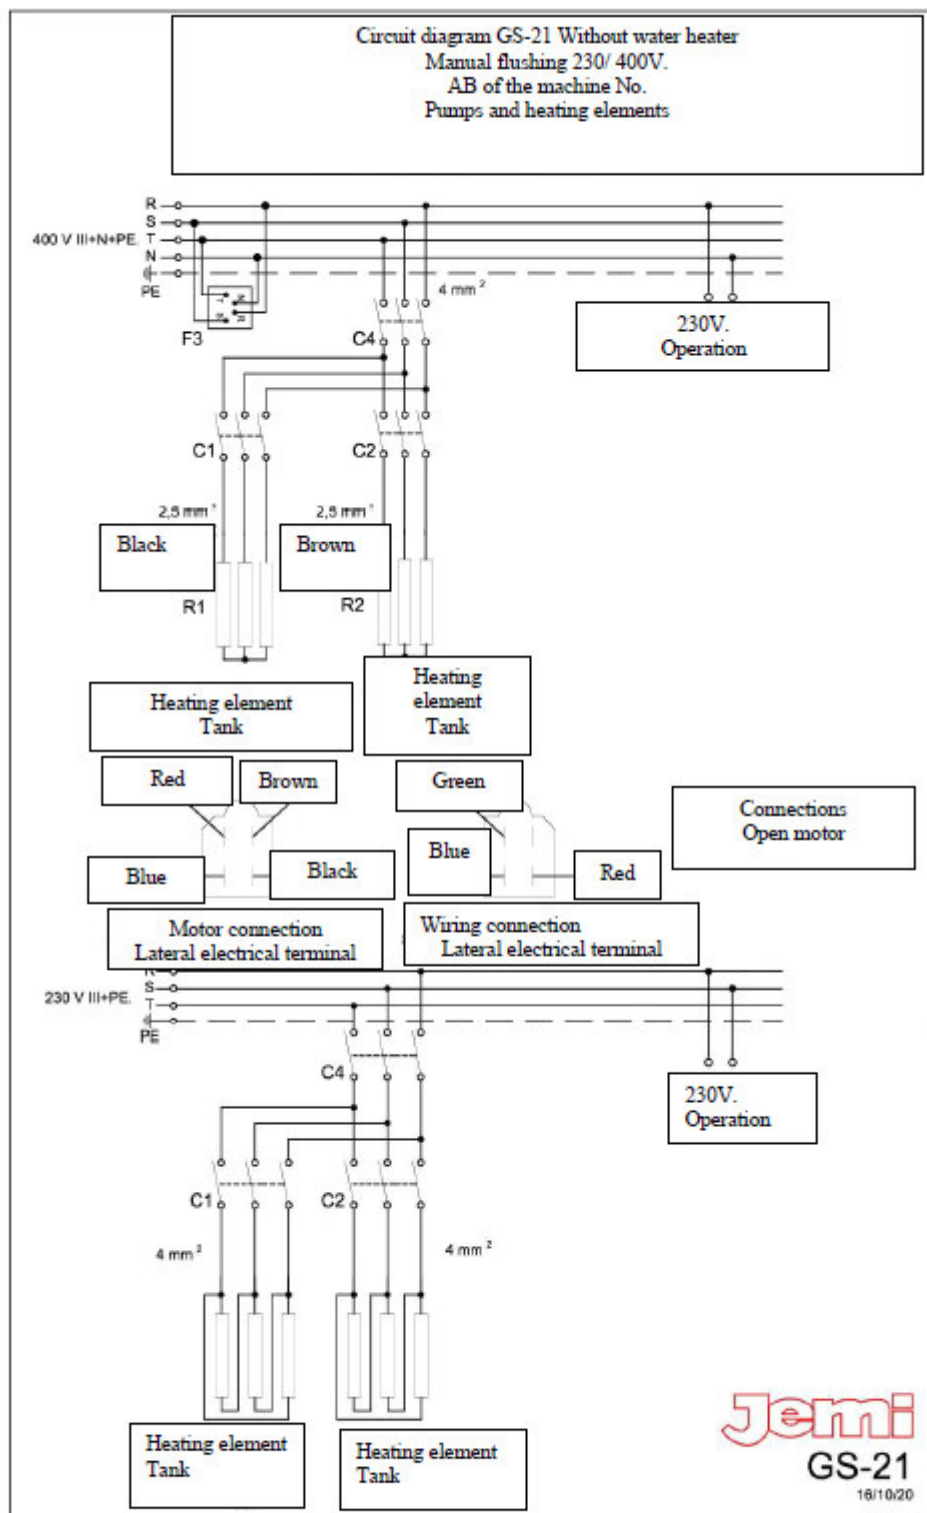 Circuit diagram GS-21 Without water heater
Manual flushing 230/ 400V.
AB of the machine No.
Pumps and heating elements
R
S
400 V III+N+PE. T
N
PE
4 mm ²
T N
S R
F3
C4
230V.
Operation
C1
C2
2,5 mm ²
2,5 mm ²
Black
Brown
R1
R2
Heating element
Tank
Heating
element
Tank
Red
Brown
Green
Connections
Open motor
Blue
Black
Blue
Red
Motor connection
Lateral electrical terminal
Wiring connection
Lateral electrical terminal
R
S
230 V III+PE. T
PE
C4
230V.
Operation
C1
C2
4 mm ²
4 mm ²
Heating element
Tank
Heating element
Tank
Jemi
GS-21
16/10/20